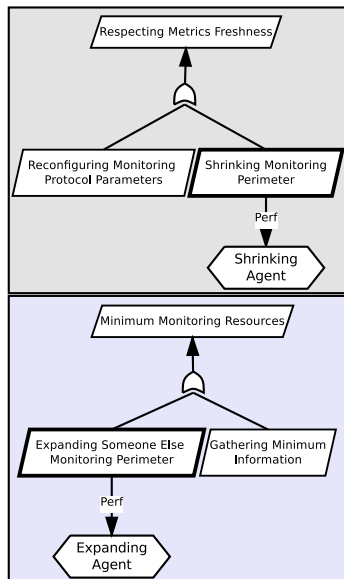 Respecting Metrics Freshness
Reconfiguring Monitoring
Protocol Parameters
Shrinking Monitoring
Perimeter
Perf
Shrinking
Agent
Minimum Monitoring Resources
Expanding Someone Else
Monitoring Perimeter
Gathering Minimum
Information
Perf
Expanding
Agent